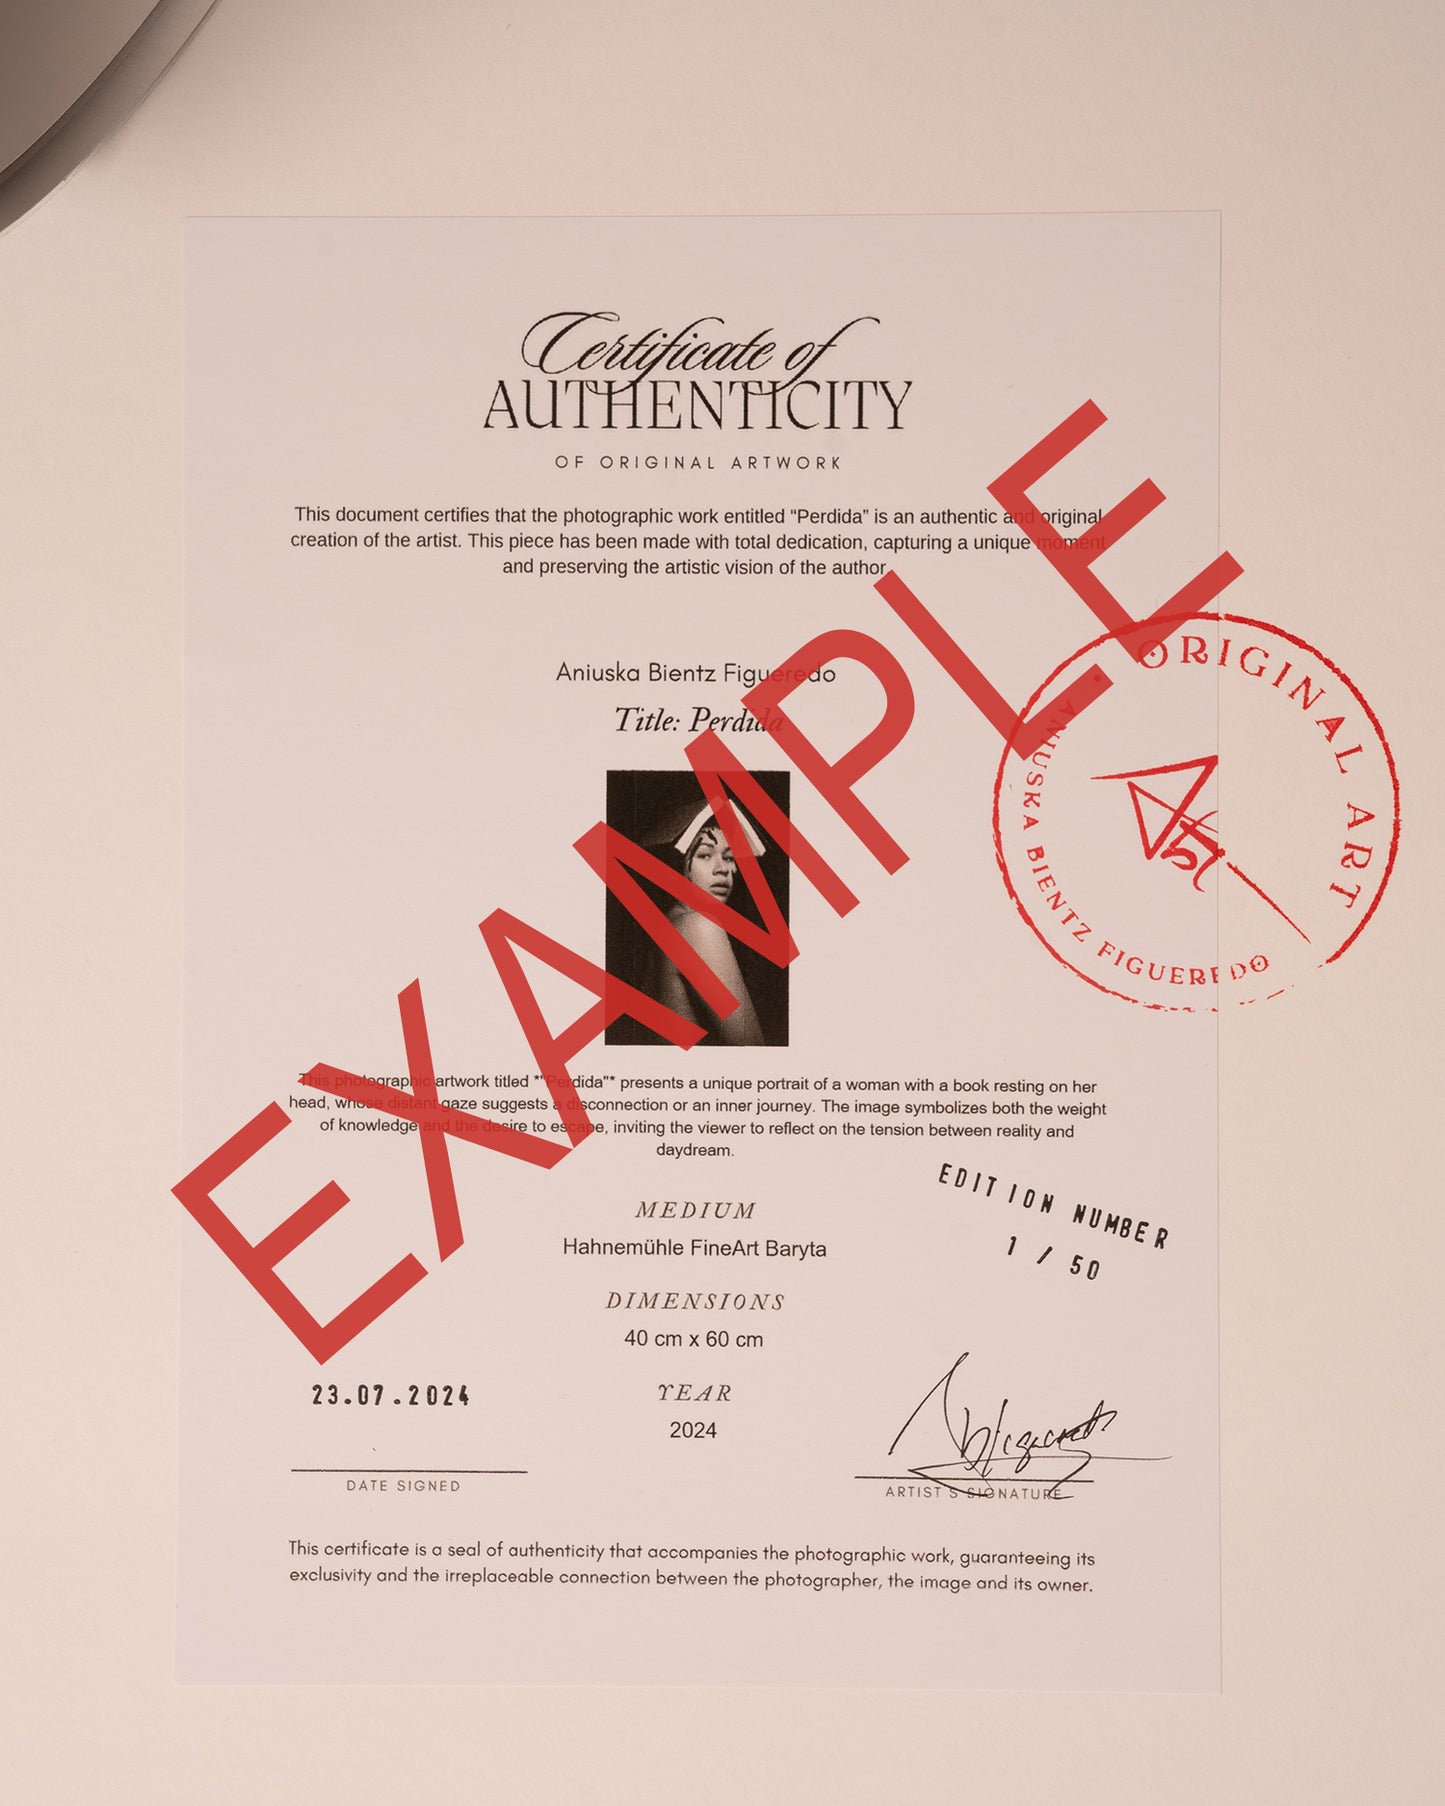 Certificate of
AUTHENTICITY
OF ORIGINAL ARTWORK
This document certifies that the photographic work entitled “Perdida” is an authentic and original
creation of the artist. This piece has been made with total dedication, capturing a unique moment
and preserving the artistic vision of the author.
Aniuska Bientz Figueredo
Title: Perdida
EXAMPLE
ORIGINAL ART
ANIUSKA BIENTZ FIGUEREDO
This photographic artwork titled *"Perdida"* presents a unique portrait of a woman with a book resting on her
head, whose distant gaze suggests a disconnection or an inner journey. The image symbolizes both the weight
of knowledge and the desire to escape, inviting the viewer to reflect on the tension between reality and
daydream.
EDITION NUMBER
1 / 50
MEDIUM
Hahnemühle FineArt Baryta
DIMENSIONS
40 cm x 60 cm
23.07.2024
YEAR
2024
DATE SIGNED
ARTIST S SIGNATURE
This certificate is a seal of authenticity that accompanies the photographic work, guaranteeing its
exclusivity and the irreplaceable connection between the photographer, the image and its owner.